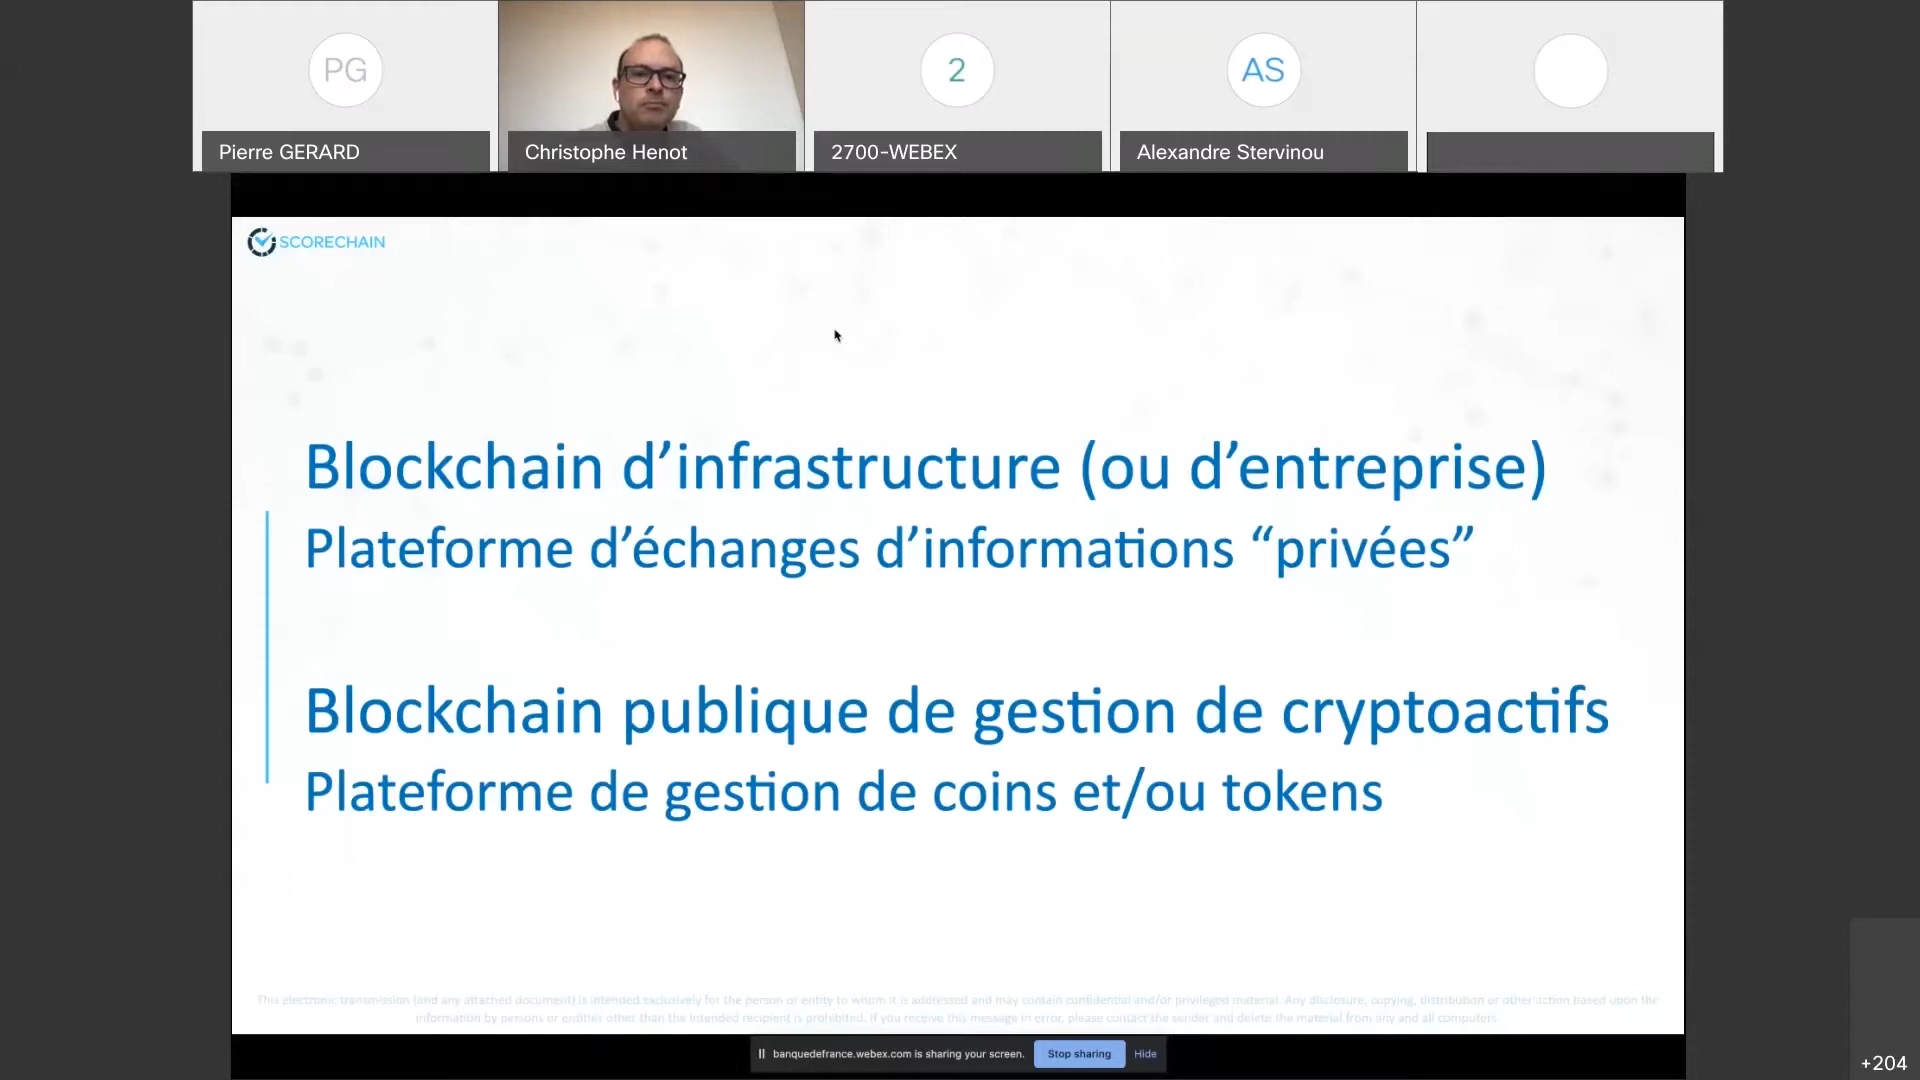 PG
2
AS
Pierre GERARD
Christophe Henot
2700-WEBEX
Alexandre Stervinou
SCORECHAIN
Blockchain d’infrastructure (ou d’entreprise)
Plateforme d’échanges d’informations “privées”
Blockchain publique de gestion de cryptoactifs
Plateforme de gestion de coins et/ou tokens
This electronic transmission (and any attached document) is intended exclusively for the person or entity to whom it is addressed and may contain confidential and/or privileged material. Any disclosure, copying, distribution or other action based upon the
information by persons or entities other than the intended recipient is prohibited. If you receive this message in error, please contact the sender and delete the material from any and all computers.
banquedefrance.webex.com is sharing your screen.
Stop sharing
Hide
+204